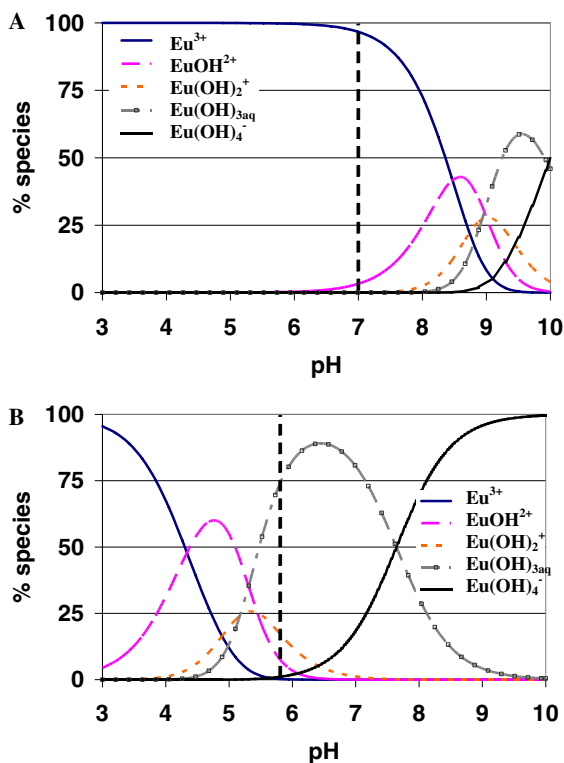 A
100
75
50
25
0
% species
Eu³⁺
EuOH²⁺
Eu(OH)₂⁺
Eu(OH)₃aq
Eu(OH)₄⁻
3 4 5 6 7 8 9 10
pH
B
100
75
50
25
0
% species
Eu³⁺
EuOH²⁺
Eu(OH)₂⁺
Eu(OH)₃aq
Eu(OH)₄⁻
3 4 5 6 7 8 9 10
pH